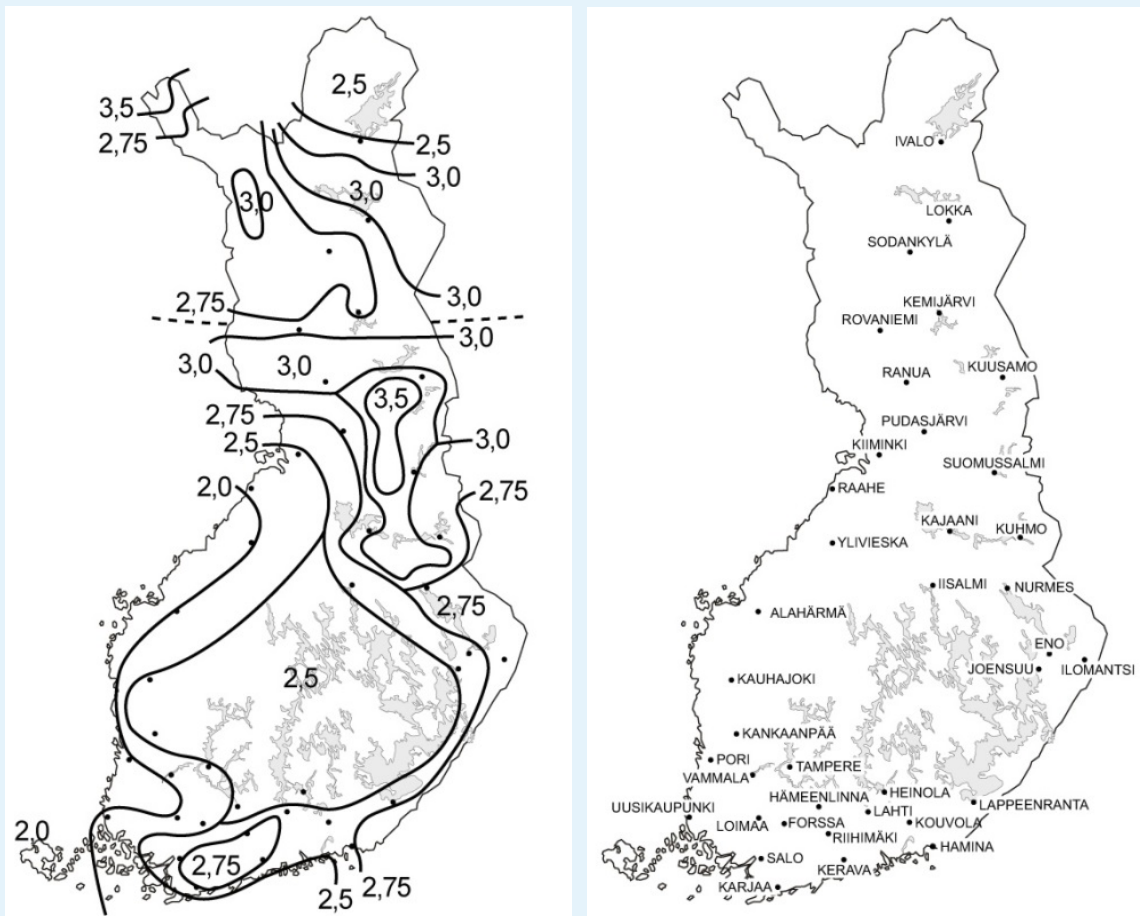 2,5
3,5
2,75
2,5
3,0
3,0
3,0
2,75
3,0
3,0
3,0
3,0
3,5
2,75
2,5
3,0
2,0
2,75
2,75
2,5
2,0
2,75
2,5
2,75
IVALO
LOKKA
SODANKYLÄ
KEMIJÄRVI
ROVANIEMI
RANUA
KUUSAMO
PUDASJÄRVI
KIIMINKI
SUOMUSSALMI
RAAHE
KAJAANI
KUHMO
YLIVIESKA
IISALMI
NURMES
ALAHÄRMÄ
ENO
JOENSUU
ILOMANTSI
KAUHAJOKI
KANKAANPÄÄ
PORI
TAMPERE
VAMMALA
HEINOLA
HÄMEENLINNA
LAPPEENRANTA
UUSIKAUPUNKI
LAHTI
LOIMAA
FORSSA
KOUVOLA
RIIHIMÄKI
HAMINA
SALO
KERAVA
KARJAA